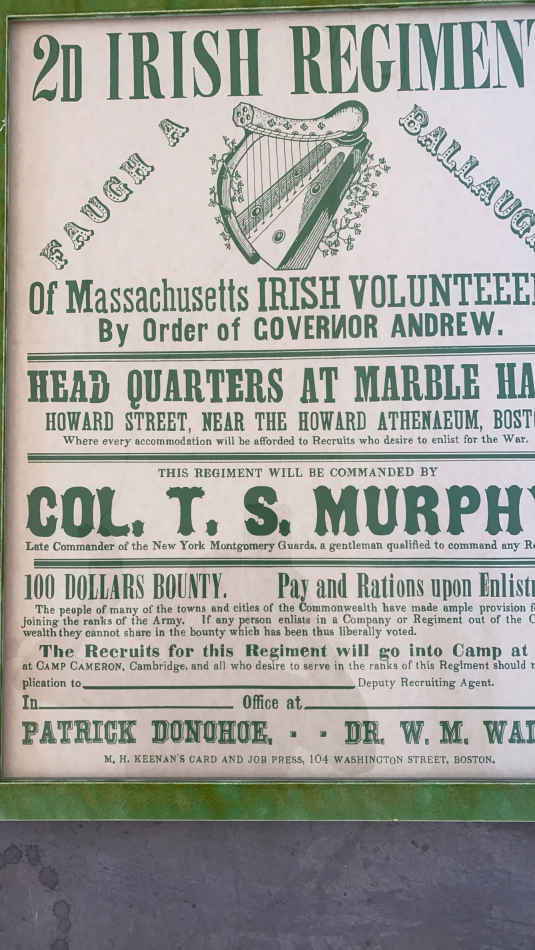 2D IRISH REGIMENT
FAUGH A BALLAUGH
Of Massachusetts IRISH VOLUNTEEE
By Order of GOVERNOR ANDREW.
HEAD QUARTERS AT MARBLE HA
HOWARD STREET, NEAR THE HOWARD ATHENAEUM, BOST
Where every accommodation will be afforded to Recruits who desire to enlist for the War.
THIS REGIMENT WILL BE COMMANDED BY
COL. T. S. MURPHY
Late Commander of the New York Montgomery Guards, a gentleman qualified to command any R
100 DOLLARS BOUNTY. Pay and Rations upon Enlist
The people of many of the towns and cities of the Commonwealth have made ample provision f
joining the ranks of the Army. If any person enlists in a Company or Regiment out of the C
wealth they cannot share in the bounty which has been thus liberally voted.
The Recruits for this Regiment will go into Camp at
at CAMP CAMERON, Cambridge, and all who desire to serve in the ranks of this Regiment should
plication to Deputy Recruiting Agent.
In Office at
PATRICK DONOHOE, - - DR. W. M. WA
M. H. KEENAN'S CARD AND JOB PRESS, 104 WASHINGTON STREET, BOSTON.